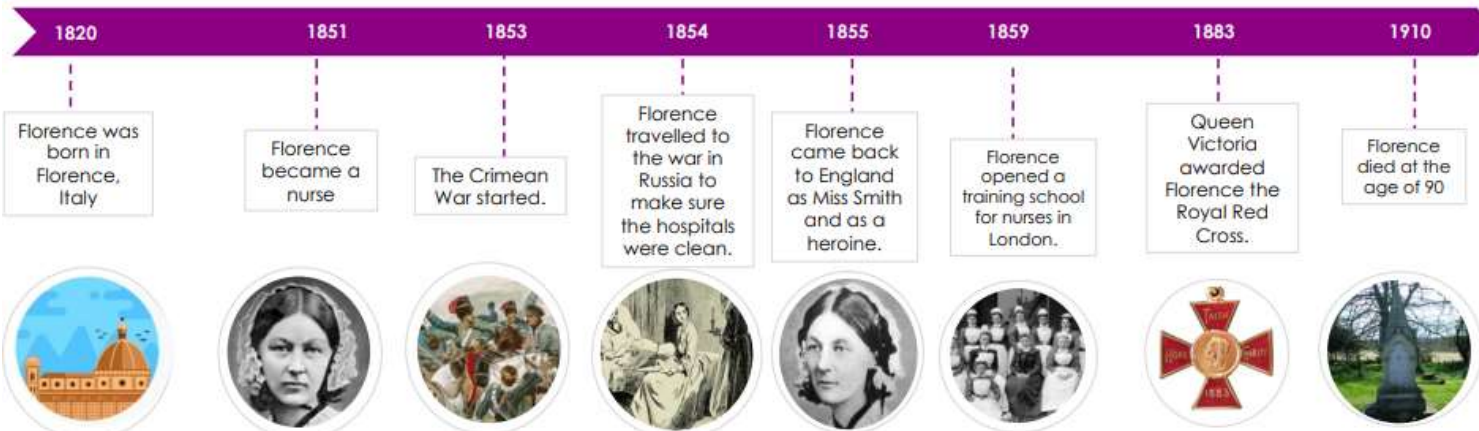 1820
1851
1853
1854
1855
1859
1883
1910
Florence was
born in
Florence,
Italy
Florence
became a
nurse
The Crimean
War started.
Florence
travelled to
the war in
Russia to
make sure
the hospitals
were clean.
Florence
came back
to England
as Miss Smith
and as a
heroine.
Florence
opened a
training school
for nurses in
London.
Queen
Victoria
awarded
Florence the
Royal Red
Cross.
Florence
died at the
age of 90
FAITH
HOPE
CHARITY
1883